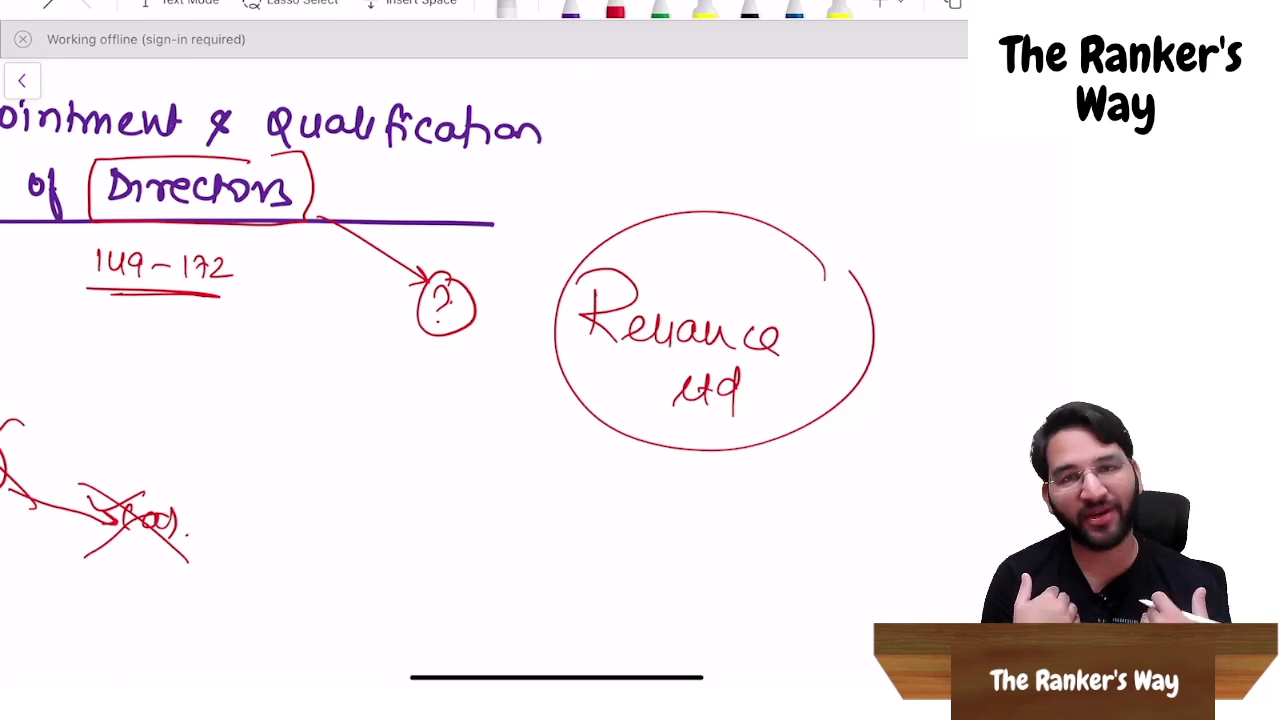 Text Mode
Lasso Select
Insert Space
Working offline (sign-in required)
The Ranker's
Way
ointment & Qualification
of Directors
149-172
?
Reliance
Ltd
The Ranker's Way